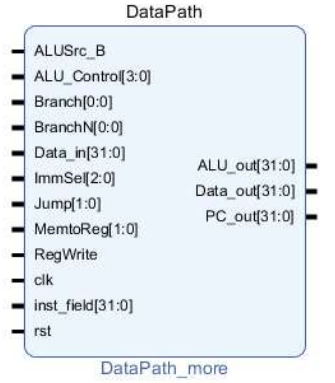 DataPath
ALUSrc_B
ALU_Control[3:0]
Branch[0:0]
BranchN[0:0]
Data_in[31:0]
ImmSel[2:0]
Jump[1:0]
MemtoReg[1:0]
RegWrite
clk
inst_field[31:0]
rst
ALU_out[31:0]
Data_out[31:0]
PC_out[31:0]
DataPath_more